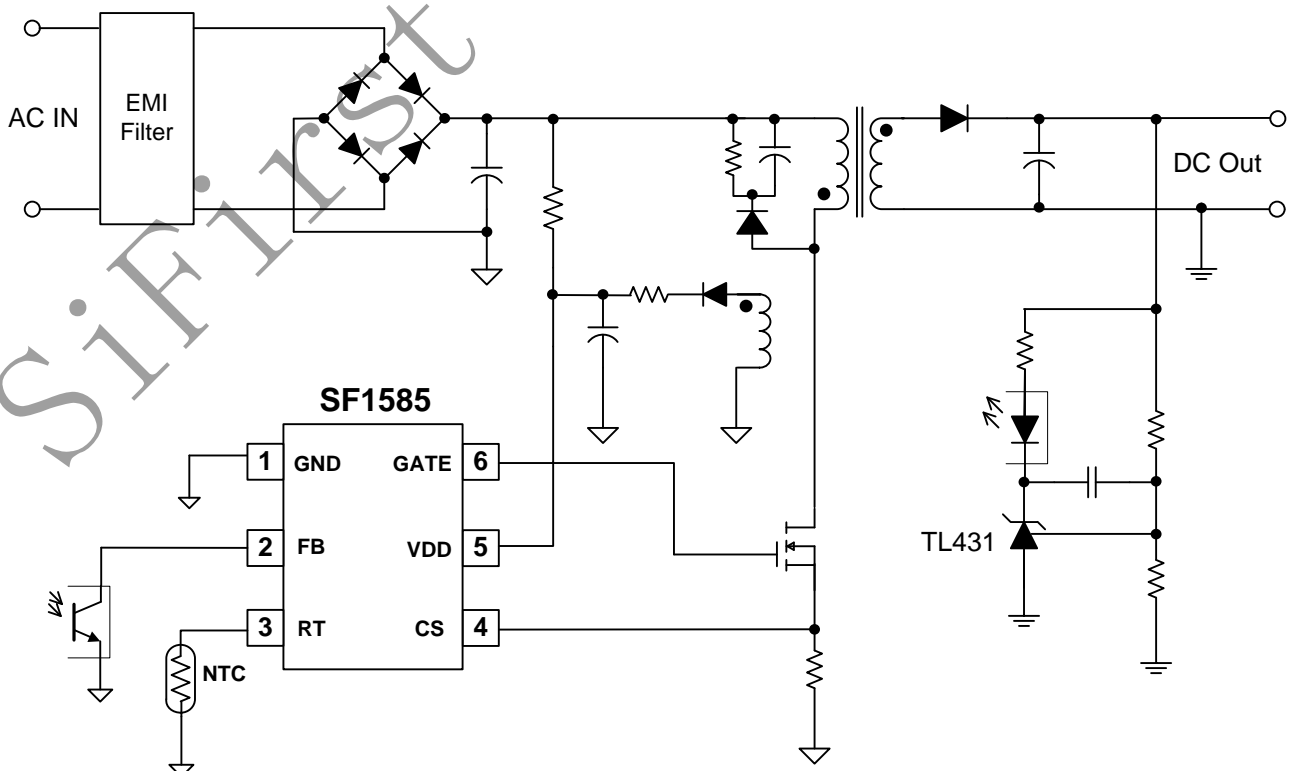 AC IN
EMI
Filter
DC Out
SiFirst
SF1585
1 GND GATE 6
2 FB VDD 5
3 RT CS 4
NTC
TL431